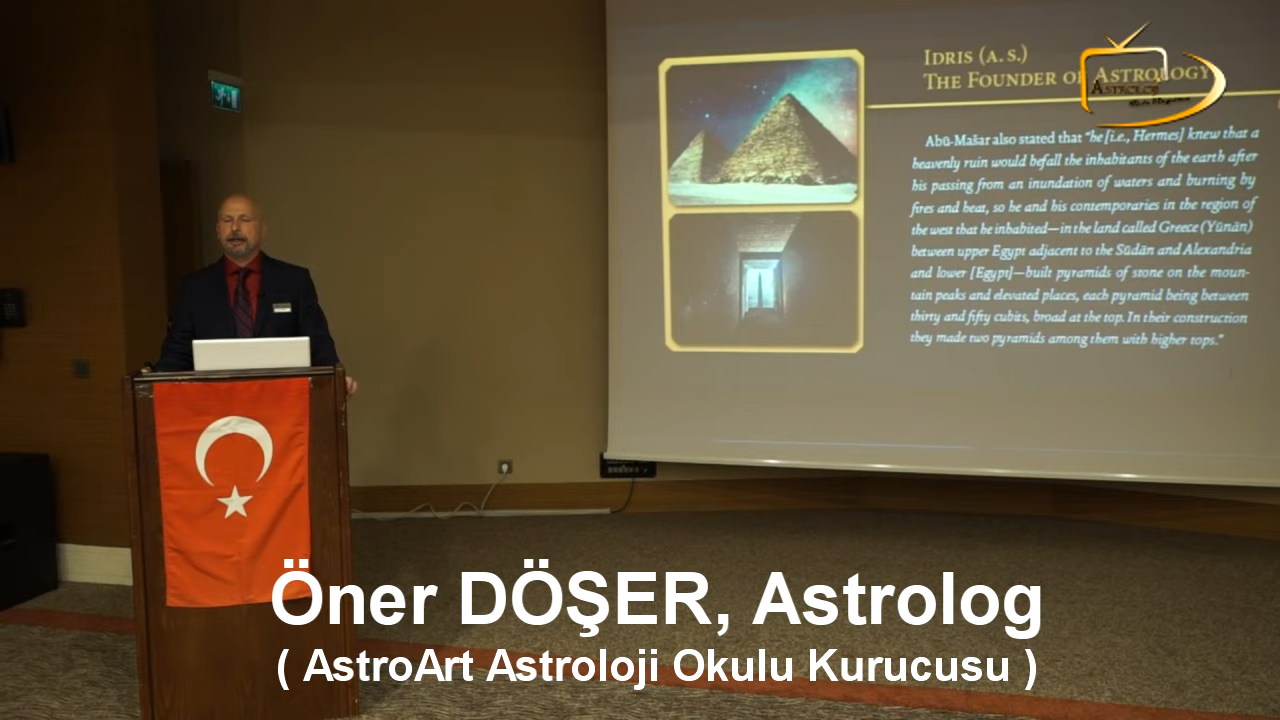 IDRIS (A. S.)
THE FOUNDER OF ASTROLOGY
Abū-Mašar also stated that "he [i.e., Hermes] knew that a
heavenly ruin would befall the inhabitants of the earth after
his passing from an inundation of waters and burning by
fires and heat, so he and his contemporaries in the region of
the west that he inhabited—in the land called Greece (Yūnān)
between upper Egypt adjacent to the Sūdān and Alexandria
and lower [Egypt]—built pyramids of stone on the moun-
tain peaks and elevated places, each pyramid being between
thirty and fifty cubits, broad at the top. In their construction
they made two pyramids among them with higher tops."
Öner DÖŞER, Astrolog
( AstroArt Astroloji Okulu Kurucusu )